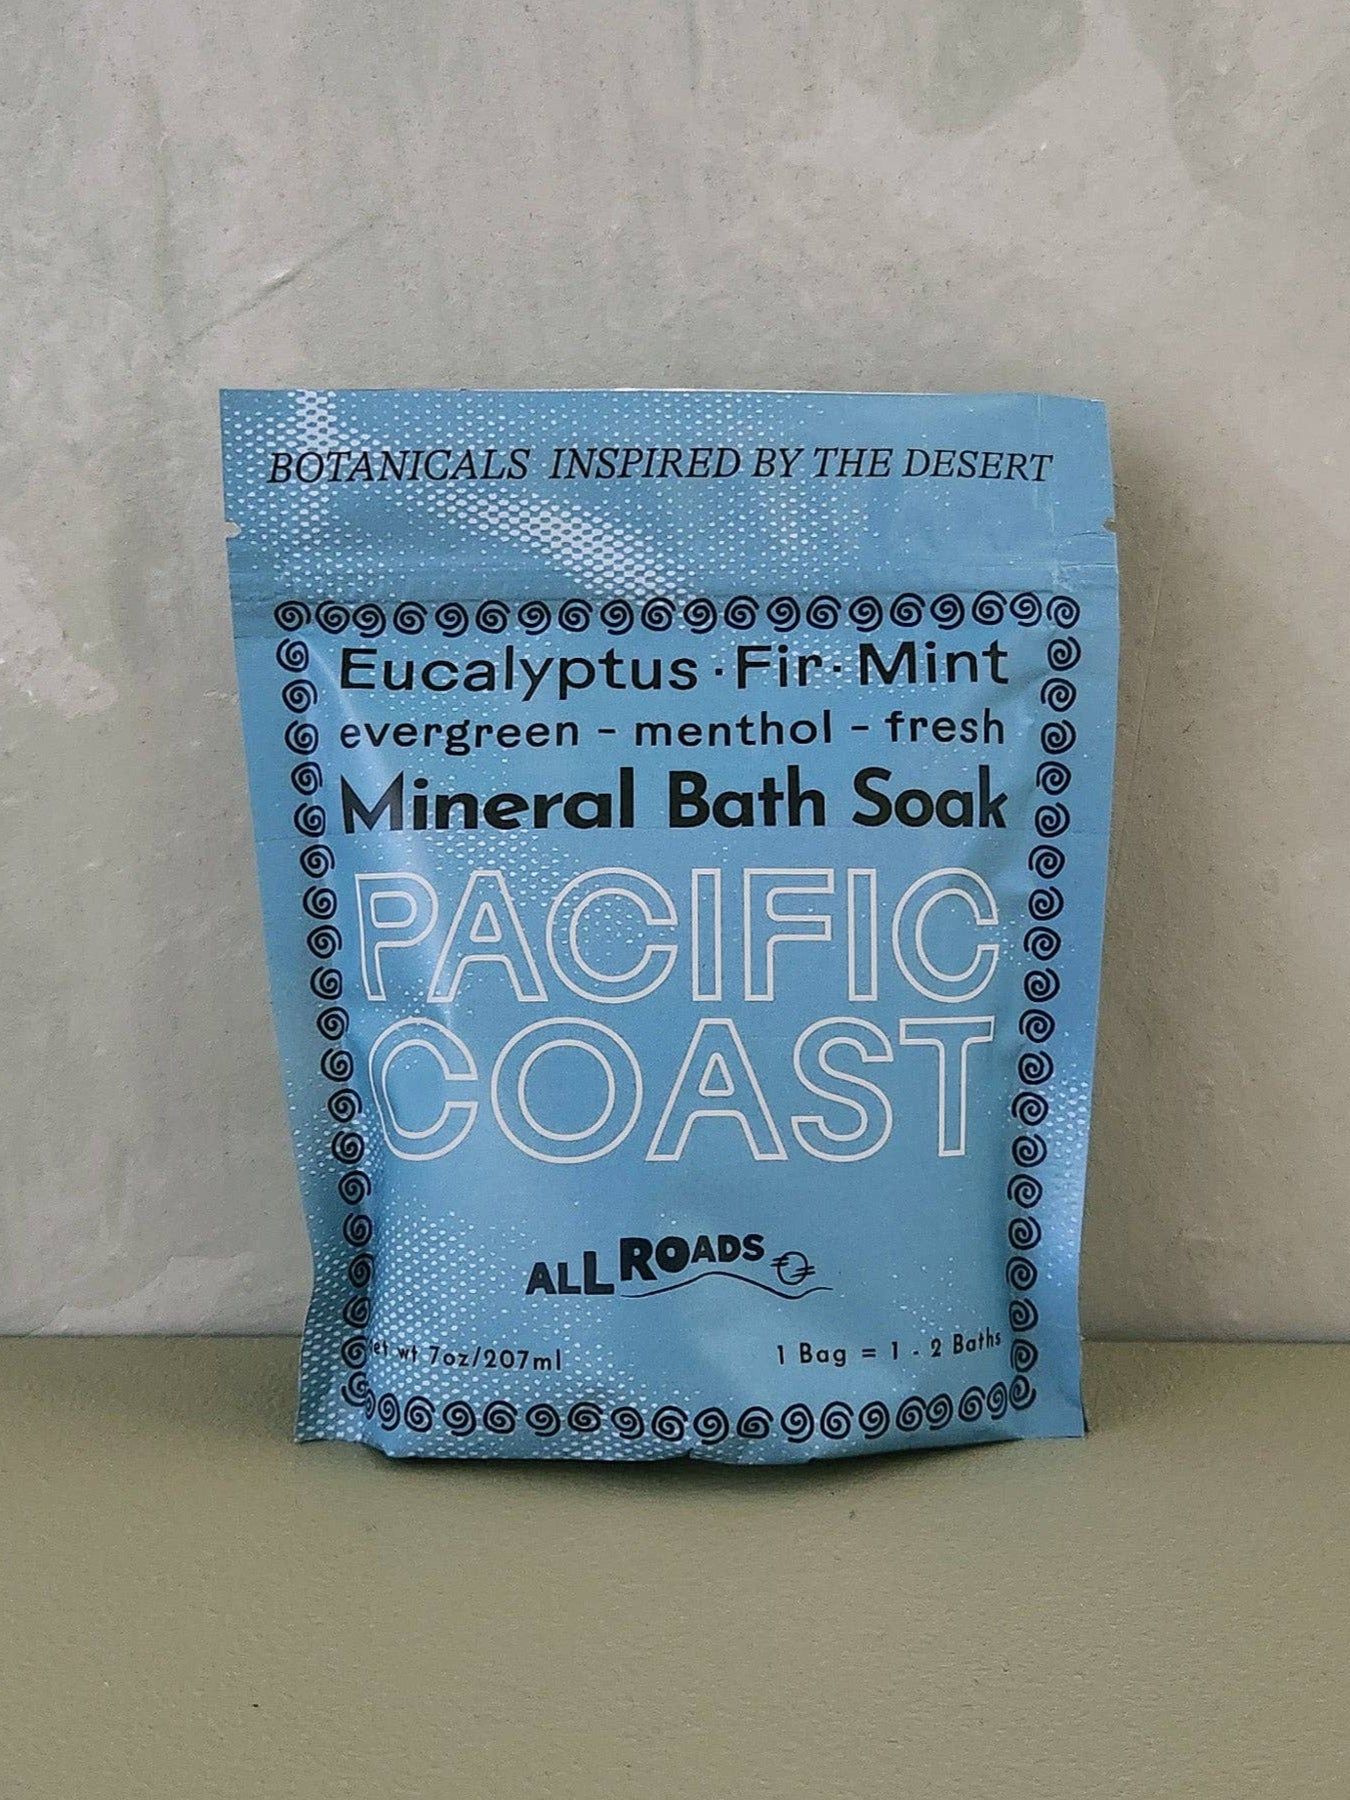 BOTANICALS INSPIRED BY THE DESERT
Eucalyptus · Fir · Mint
evergreen - menthol - fresh
Mineral Bath Soak
PACIFIC
COAST
ALL ROADS
Net wt 7oz/207ml
1 Bag = 1 - 2 Baths